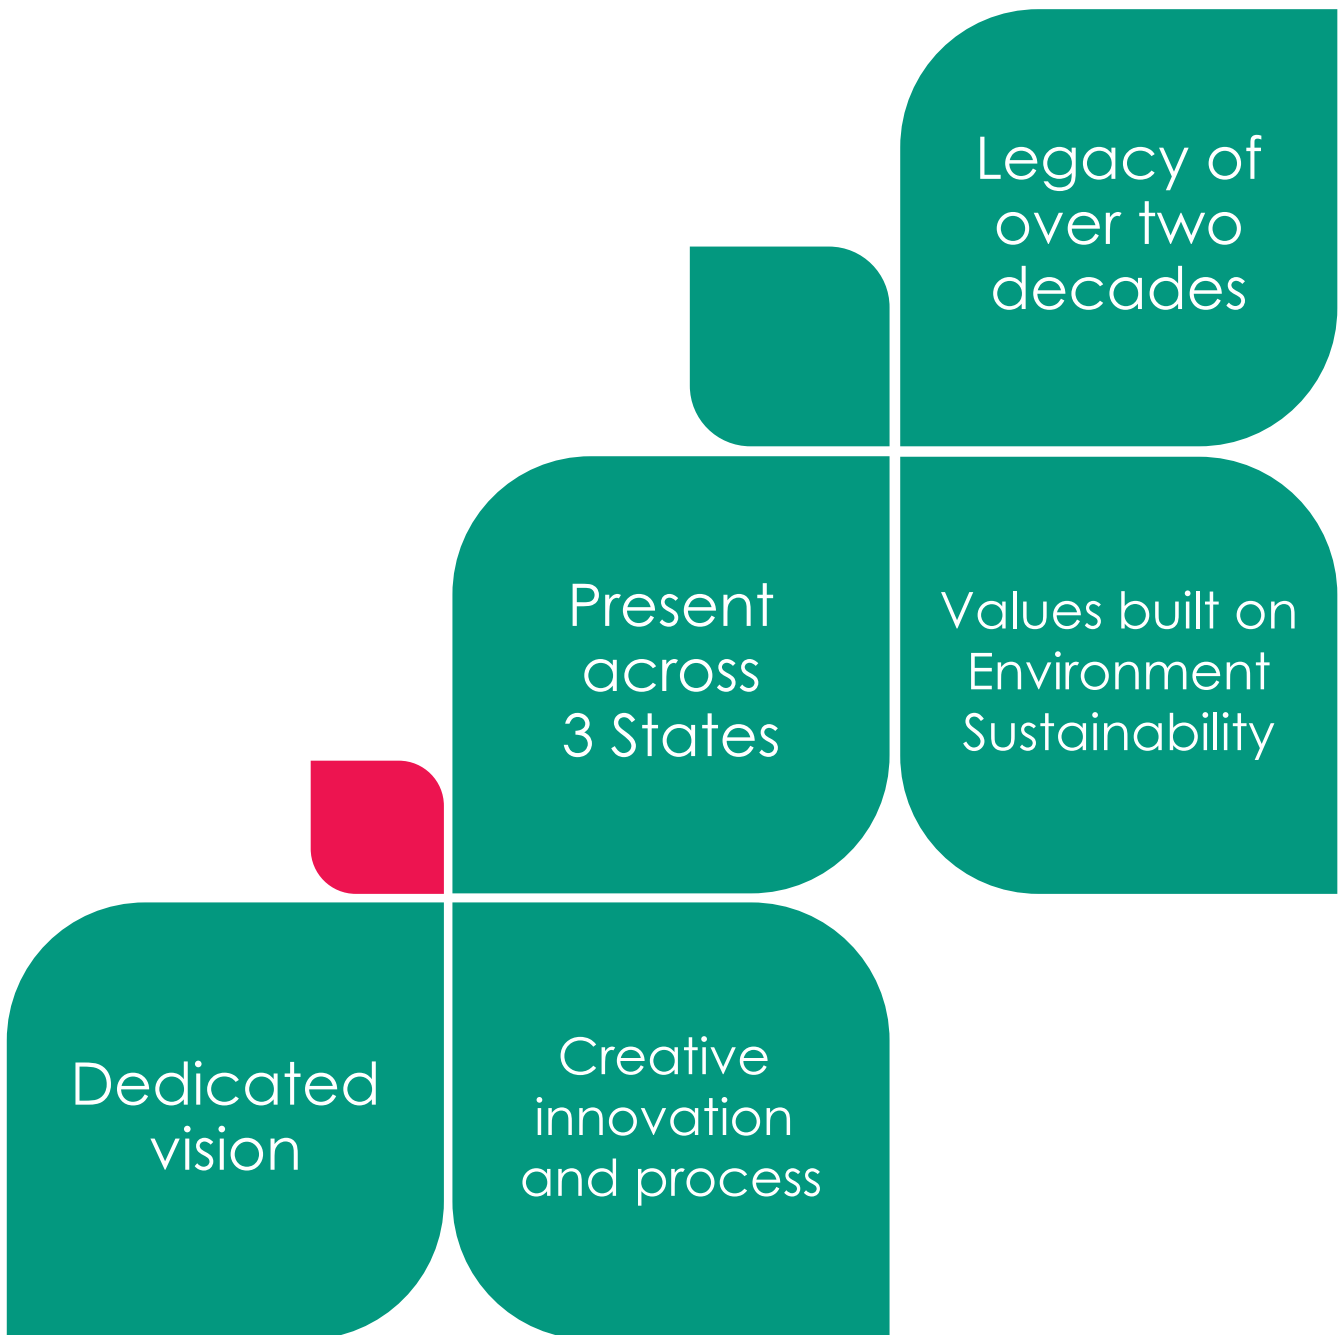 Legacy of
over two
decades
Present
across
3 States
Values built on
Environment
Sustainability
Dedicated
vision
Creative
innovation
and process